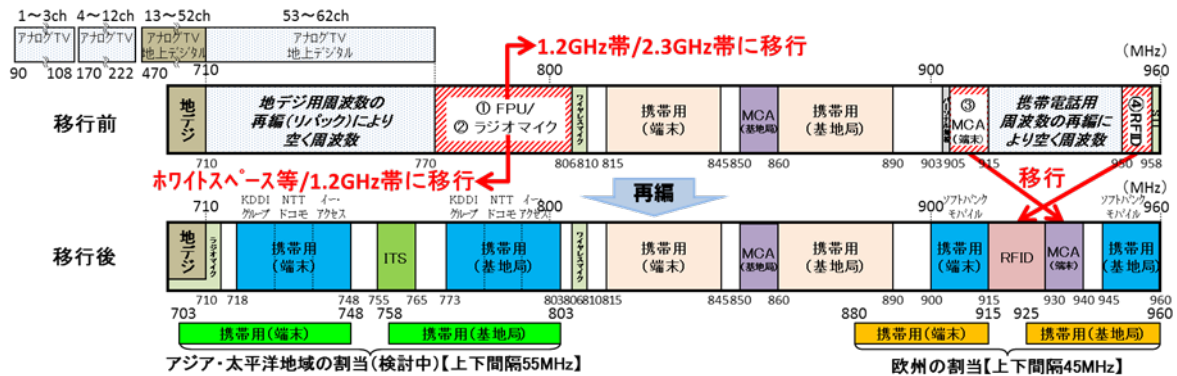 1～3ch 4～12ch 13～52ch 53～62ch
アナログTV アナログTV アナログTV
地上デジタル
アナログTV
地上デジタル
90 108 170 222 470 710
1.2GHz帯/2.3GHz帯に移行
800 900 (MHz) 960
移行前
地デジ
地デジ用周波数の
再編(リパック)により
空く周波数
① FPU/
② ラジオマイク
ワイヤレスマイク
携帯用
(端末)
MCA
(基地局)
携帯用
(基地局)
③
MCA
(端末)
携帯電話用
周波数の再編に
より空く周波数
④RFID
710 770 806 810 815 845 850 860 890 903 905 915 950 958
ホワイトスペース等/1.2GHz帯に移行
再編
移行
710 800 900 960 (MHz)
KDDI
グループ
NTT
ドコモ
イー・
アクセス
KDDI
グループ
NTT
ドコモ
イー・
アクセス
ソフトバンク
モバイル
ソフトバンク
モバイル
移行後
地デジ
ラジオマイク
携帯用
(端末)
ITS
携帯用
(基地局)
ワイヤレスマイク
携帯用
(端末)
MCA
(基地局)
携帯用
(基地局)
携帯用
(端末)
RFID
MCA
(端末)
携帯用
(基地局)
710 718 748 755 765 773 803 806 810 815 845 850 860 890 900 915 930 940 945 960
703 748 758 803 880 915 925 960
携帯用(端末) 携帯用(基地局) 携帯用(端末) 携帯用(基地局)
アジア・太平洋地域の割当(検討中)【上下間隔55MHz】
欧州の割当【上下間隔45MHz】